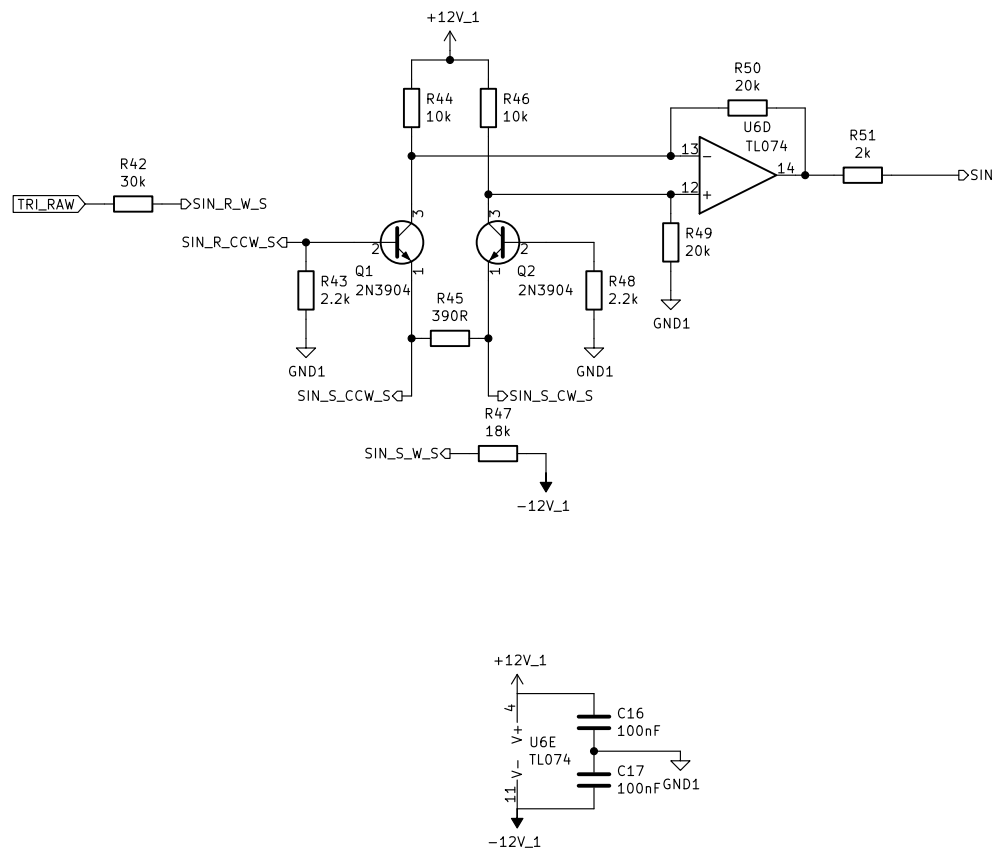 +12V_1
R44
10k
R46
10k
R50
20k
U6D
TL074
13
−
14
12
+
R51
2k
SIN
R42
30k
TRI_RAW
SIN_R_W_S
SIN_R_CCW_S
3
2
1
Q1
2N3904
3
2
1
Q2
2N3904
R49
20k
GND1
R43
2.2k
GND1
R45
390R
R48
2.2k
GND1
SIN_S_CCW_S
SIN_S_CW_S
R47
18k
SIN_S_W_S
-12V_1
+12V_1
4
V+
U6E
TL074
V-
11
C16
100nF
C17
100nF
GND1
-12V_1